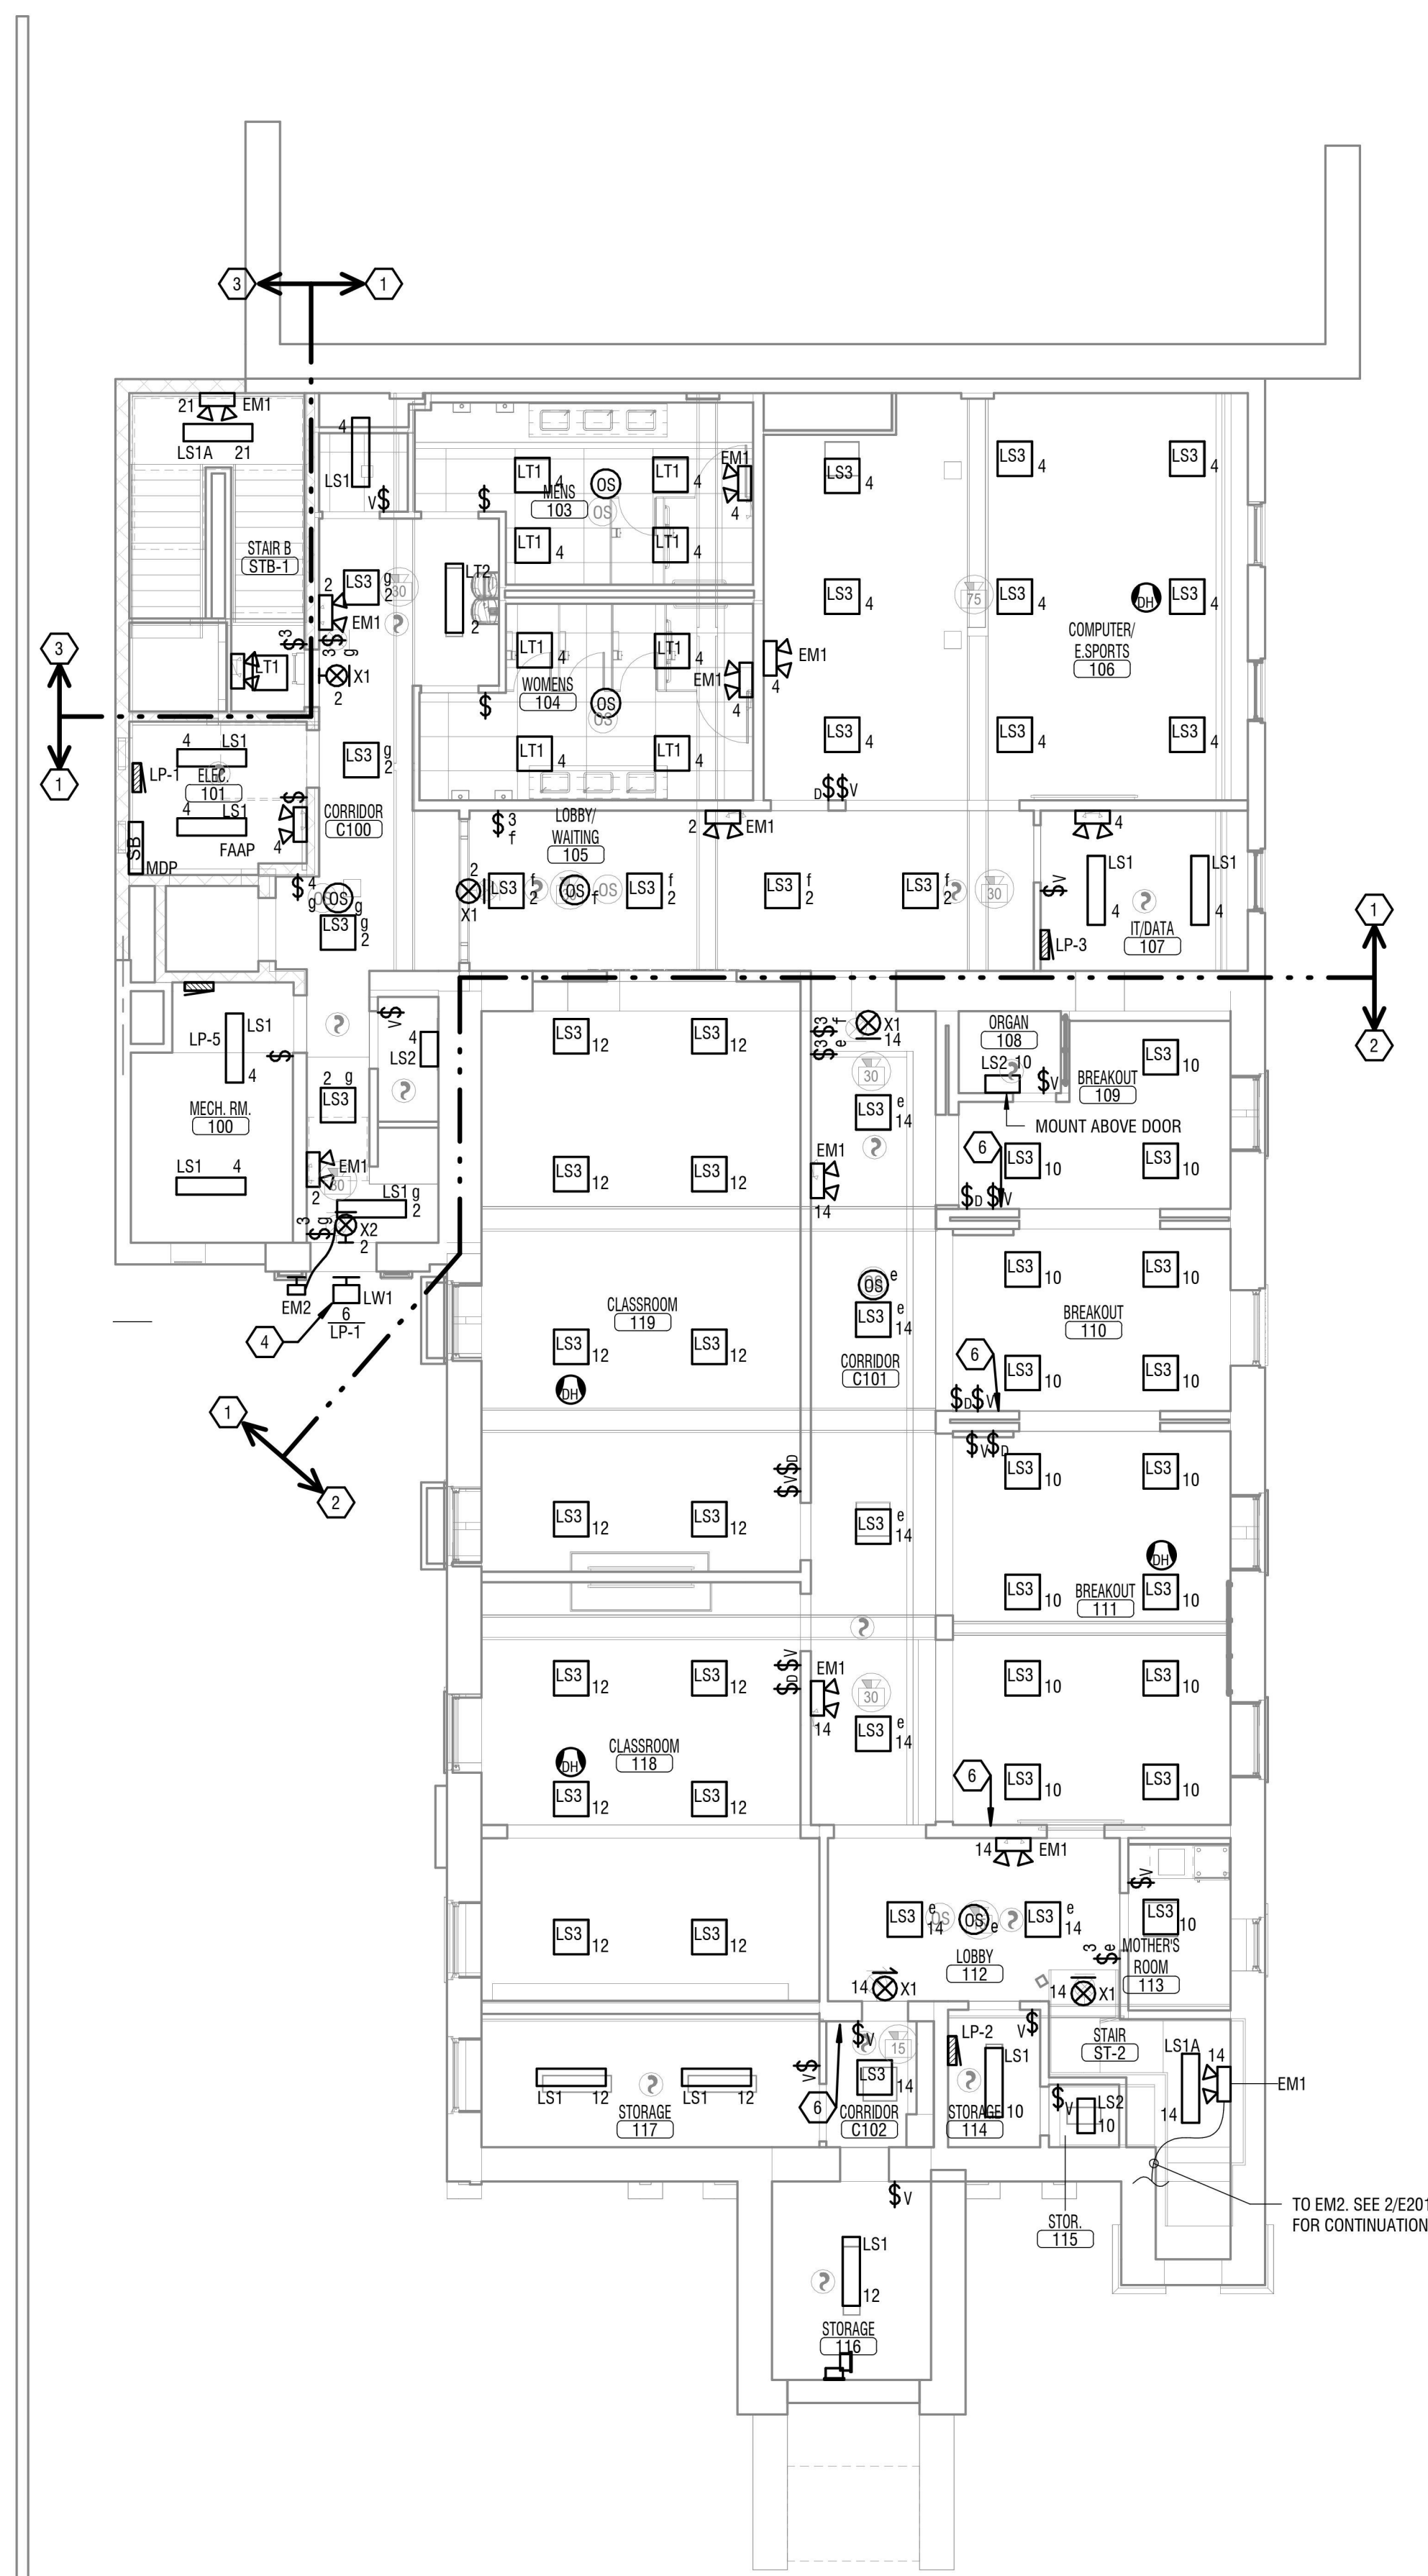 3
1
21
EM1
LS1A 21
4
LS1
V$
$
LT1
4
LT1
4
EM1
4
MENS
103
OS
OS
LT1
4
LT1
4
LS3
4
LS3
4
LS3
4
STAIR B
STB-1
2
LS3
g
2
30
EM1
$3
$3
g
LT2
2
LT1
X1
2
LS3
4
75
LS3
4
DH
LS3
4
COMPUTER/
E.SPORTS
106
3
1
LT1
4
LT1
4
EM1
4
WOMENS
104
OS
OS
$
LT1
4
LT1
4
EM1
4
LS3
4
LS3
4
LS3
4
D$$V
4 LS1
LP-1
ELEC.
101
4 LS1
$
FAAP
4
SB
MDP
LS3
g
2
CORRIDOR
C100
$4
g
OS
g
LS3
g
2
$3
f
LOBBY/
WAITING
105
2
EM1
2
X1
LS3
f
2
OS
f
OS
LS3
f
2
LS3
f
2
LS3
f
2
30
4
LS1
4
LS1
4
$V
IT/DATA
107
LP-3
1
2
LP-5
LS1
4
$
MECH. RM.
100
LS1 4
V$
4
LS2
2 g
LS3
EM1
2
30
LS1 g
2
$3
g
X2
2
EM2
LW1
6
LP-1
4
1
2
LS3
12
LS3
12
LS3
12
LS3
12
CLASSROOM
119
LS3
12
LS3
12
DH
$V$D
LS3
12
LS3
12
$3
f
$3
e
X1
14
30
LS3
e
14
EM1
14
OS
e
LS3
e
14
CORRIDOR
C101
LS3
e
14
30
LS3
e
14
EM1
14
ORGAN
108
LS2 10
$V
MOUNT ABOVE DOOR
BREAKOUT
109
LS3
10
LS3
10
LS3
10
6
$D $V
LS3
10
LS3
10
BREAKOUT
110
6
LS3
10
LS3
10
$D$V
$V$D
LS3
10
LS3
10
DH
LS3
10
LS3
10
BREAKOUT
111
LS3
10
LS3
10
6
LS3
10
LS3
10
LS3
12
LS3
12
$D$V
CLASSROOM
118
DH
LS3
12
LS3
12
LS3
12
LS3
12
14
EM1
LS3
e
14
OS
OS
e
LS3
e
14
LOBBY
112
$V
LS3
10
MOTHER'S
ROOM
113
3
$e
14 X1
14 X1
LS1 12
LS1 12
STORAGE
117
V$
6
$V
15
LS3
14
CORRIDOR
C102
LP-2
V$
LS1
10
STORAGE
114
STAIR
ST-2
LS1A
14
14
EM1
$V
LS2
10
STOR.
115
TO EM2. SEE 2/E201
FOR CONTINUATION
$V
LS1
12
STORAGE
116